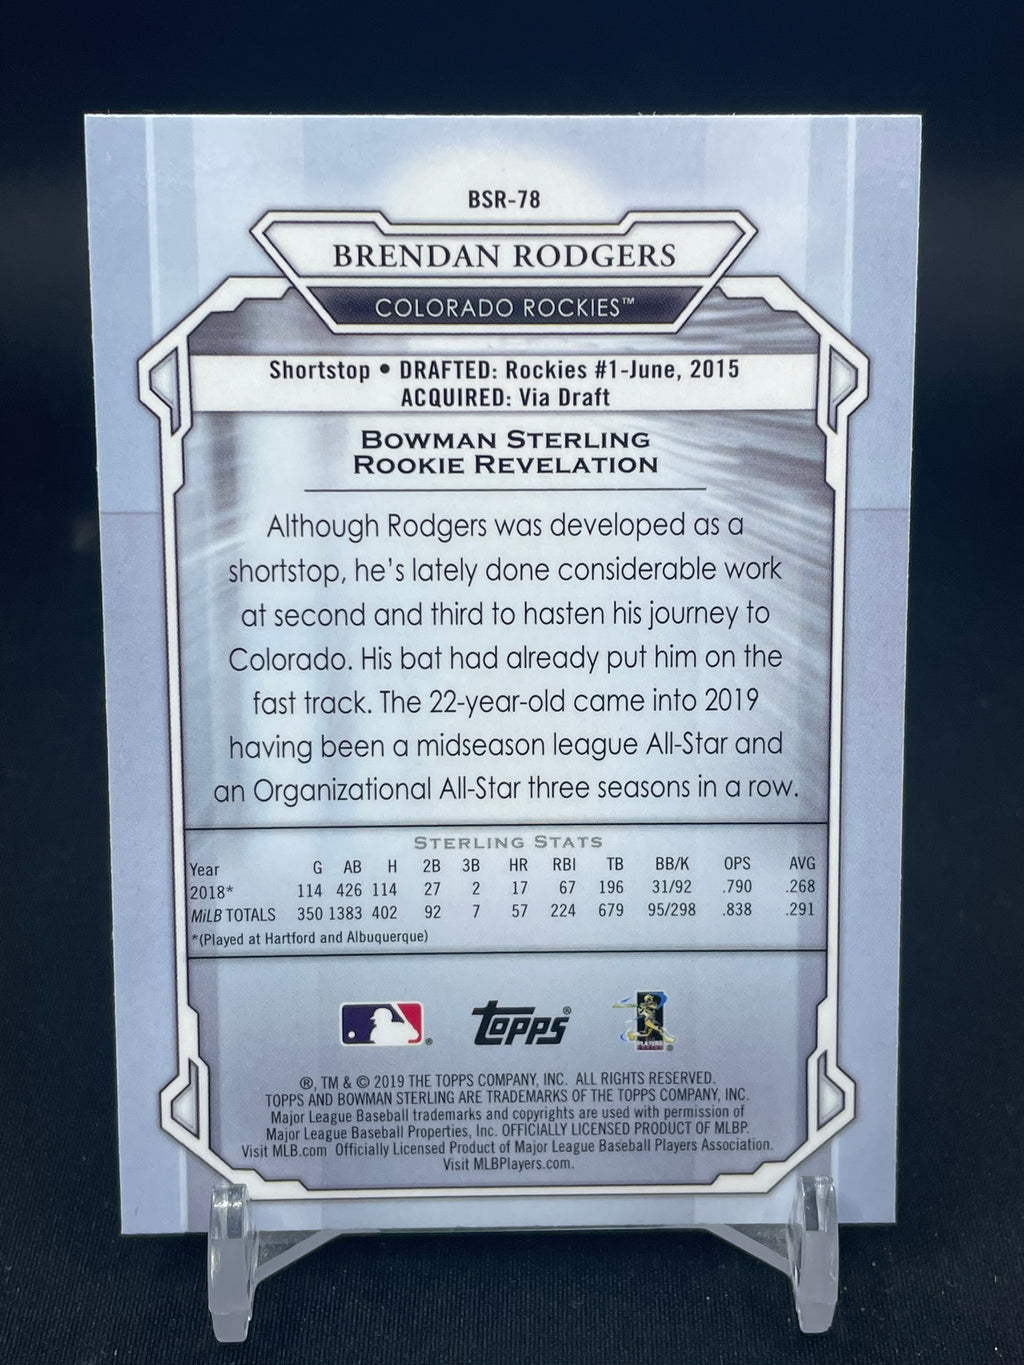 BSR-78
BRENDAN RODGERS
COLORADO ROCKIES™
Shortstop • DRAFTED: Rockies #1-June, 2015
ACQUIRED: Via Draft
BOWMAN STERLING
ROOKIE REVELATION
Although Rodgers was developed as a
shortstop, he's lately done considerable work
at second and third to hasten his journey to
Colorado. His bat had already put him on the
fast track. The 22-year-old came into 2019
having been a midseason league All-Star and
an Organizational All-Star three seasons in a row.
STERLING STATS
Year G AB H 2B 3B HR RBI TB BB/K OPS AVG
2018* 114 426 114 27 2 17 67 196 31/92 .790 .268
MiLB TOTALS 350 1383 402 92 7 57 224 679 95/298 .838 .291
*(Played at Hartford and Albuquerque)
® Topps® PLAYERS ®
®, TM & © 2019 THE TOPPS COMPANY, INC. ALL RIGHTS RESERVED.
TOPPS AND BOWMAN STERLING ARE TRADEMARKS OF THE TOPPS COMPANY, INC.
Major League Baseball trademarks and copyrights are used with permission of
Major League Baseball Properties, Inc. OFFICIALLY LICENSED PRODUCT OF MLBP.
Visit MLB.com Officially Licensed Product of Major League Baseball Players Association.
Visit MLBPlayers.com.